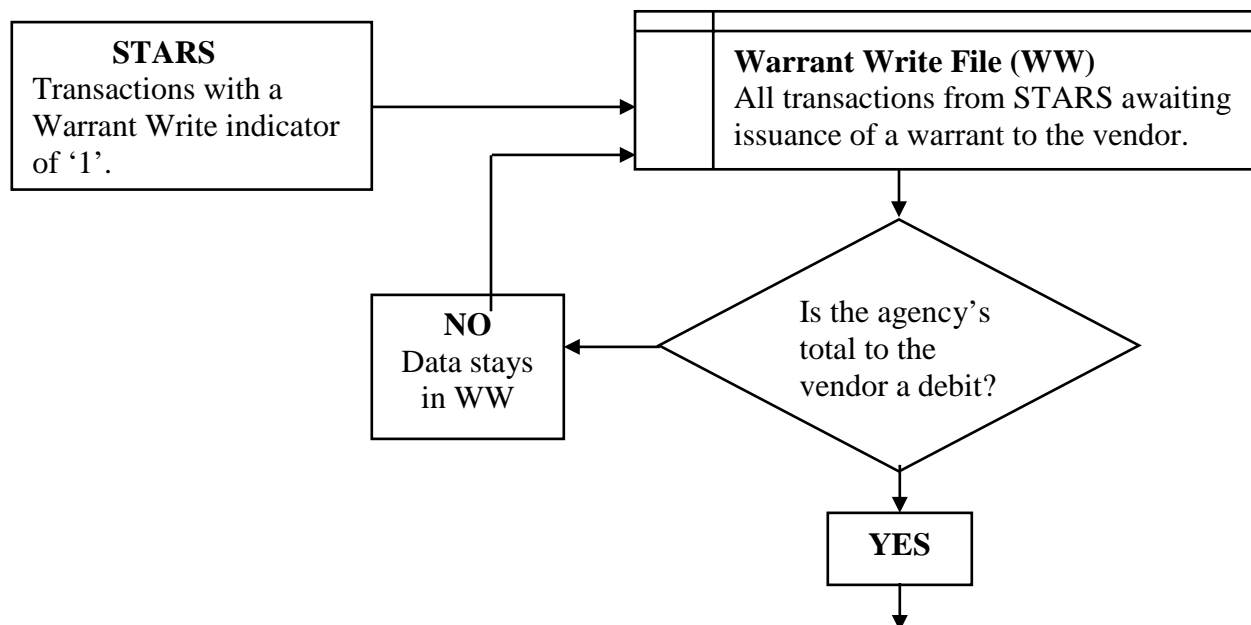 STARS
Transactions with a
Warrant Write indicator
of ‘1’.
Warrant Write File (WW)
All transactions from STARS awaiting
issuance of a warrant to the vendor.
Is the agency’s
total to the
vendor a debit?
NO
Data stays
in WW
YES